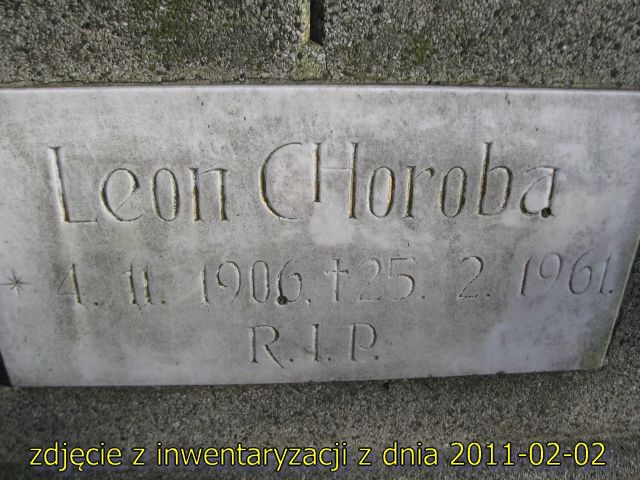 Leon CHoroba
* 4. 11. 1906. † 25. 2. 1961.
R.I.P.
zdjęcie z inwentaryzacji z dnia 2011-02-02